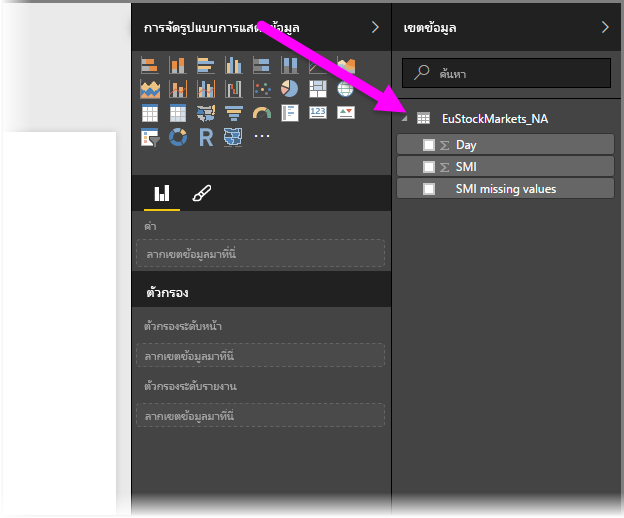 การจัดรูปแบบการแสดงข้อมูล
ค่า
ลากเขตข้อมูลมาที่นี่
ตัวกรอง
ตัวกรองระดับหน้า
ลากเขตข้อมูลมาที่นี่
ตัวกรองระดับรายงาน
ลากเขตข้อมูลมาที่นี่
เขตข้อมูล
ค้นหา
EuStockMarkets_NA
Day
SMI
SMI missing values